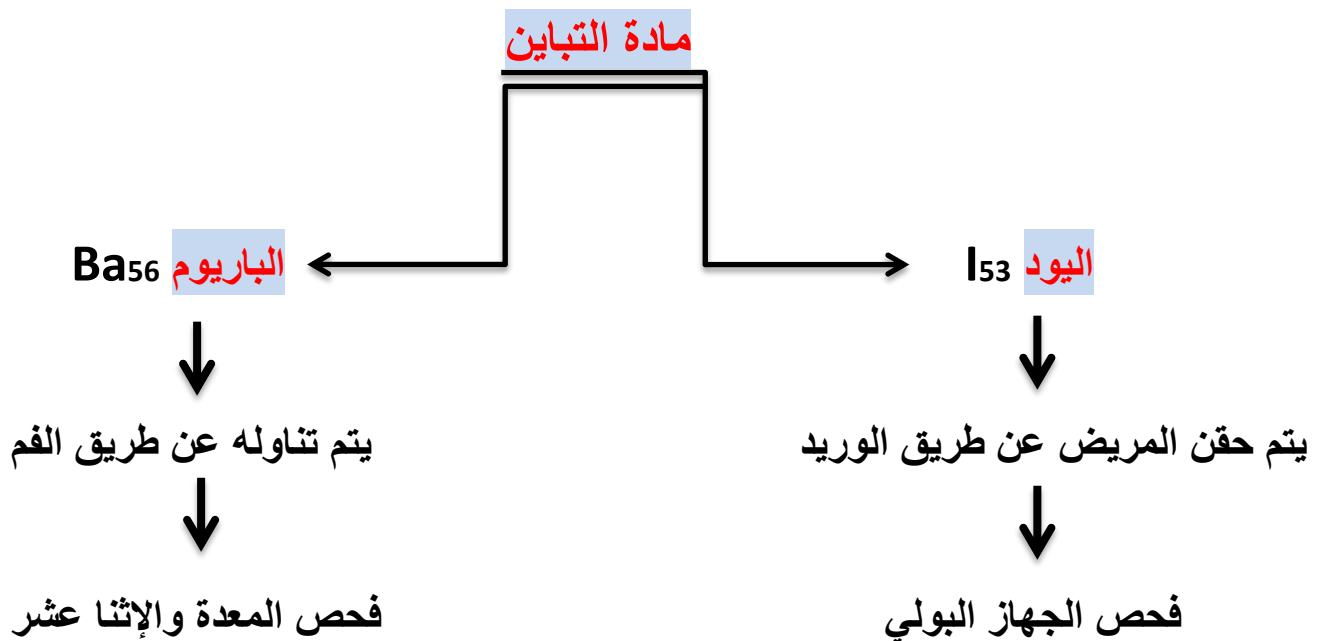 مادة التباين
اليود I53
الباريوم Ba56
يتم حقن المريض عن طريق الوريد
يتم تناوله عن طريق الفم
فحص الجهاز البولي
فحص المعدة والإثنا عشر